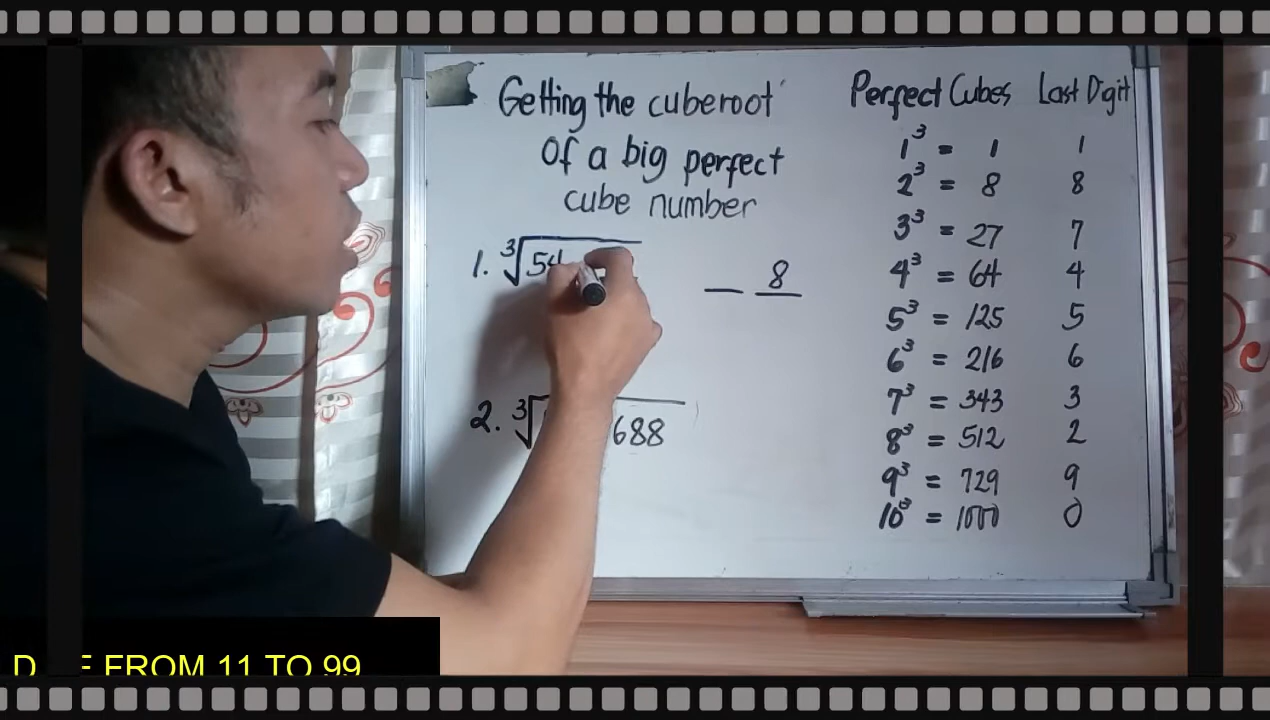 Getting the cuberoot
Of a big perfect
cube number
1. ∛54
8
2. ∛ 688
Perfect Cubes Last Digit
1³ = 1 1
2³ = 8 8
3³ = 27 7
4³ = 64 4
5³ = 125 5
6³ = 216 6
7³ = 343 3
8³ = 512 2
9³ = 729 9
10³ = 1000 0
FROM 11 TO 99